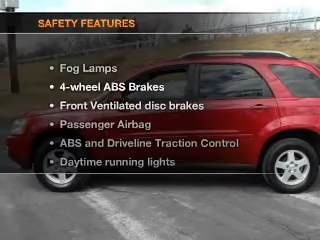 SAFETY FEATURES
• Fog Lamps
• 4-wheel ABS Brakes
• Front Ventilated disc brakes
• Passenger Airbag
• ABS and Driveline Traction Control
• Daytime running lights